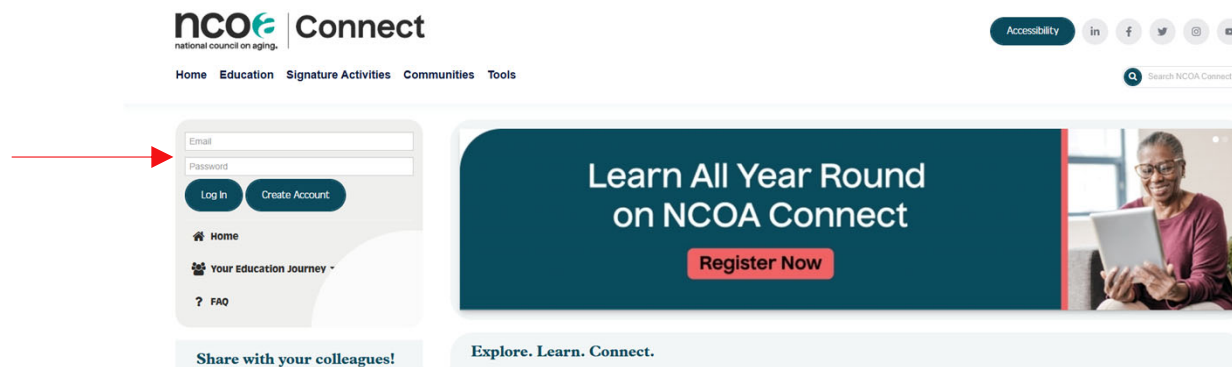 ncoa Connect
national council on aging.
Accessibility
Home Education Signature Activities Communities Tools
Search NCOA Connect
Email
Password
Log In Create Account
Home
Your Education Journey
? FAQ
Learn All Year Round
on NCOA Connect
Register Now
Share with your colleagues!
Explore. Learn. Connect.